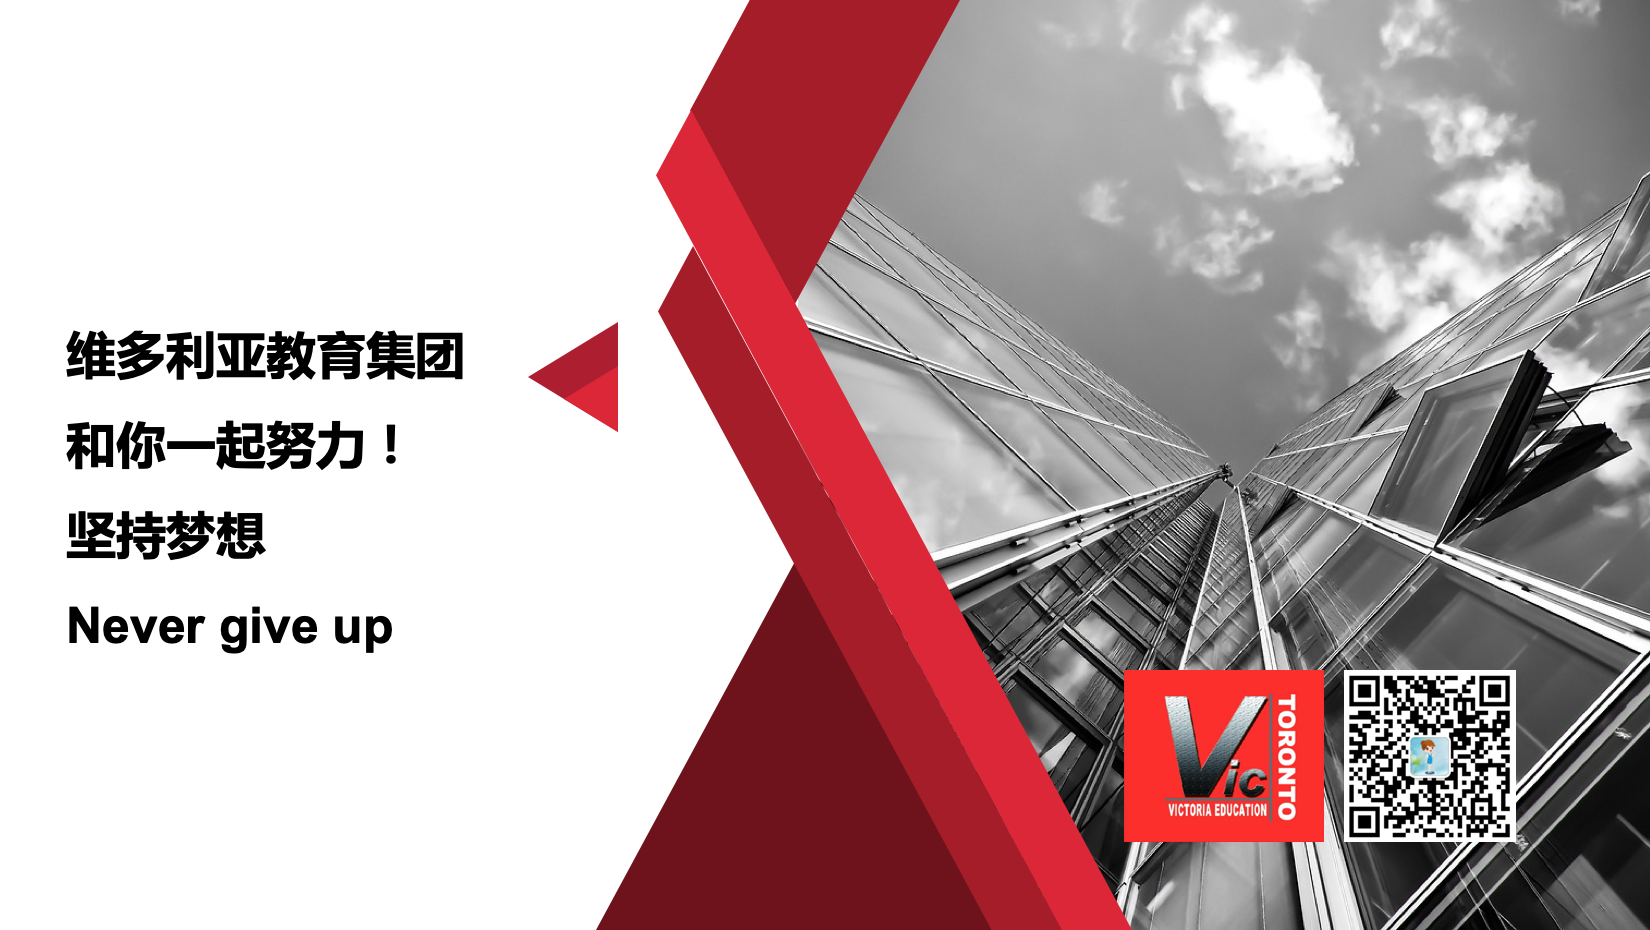 维多利亚教育集团
和你一起努力！
坚持梦想
Never give up
Vic
VICTORIA EDUCATION
TORONTO